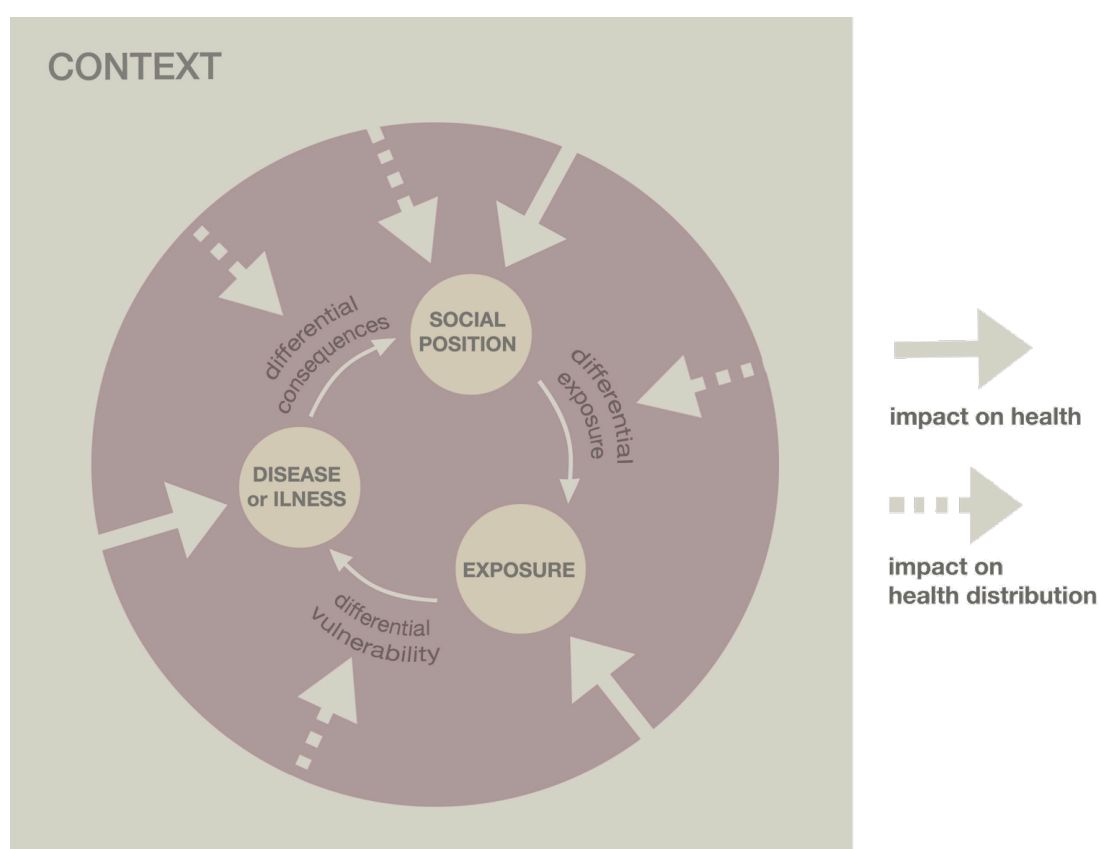 CONTEXT
SOCIAL
POSITION
differential
consequences
differential
exposure
DISEASE
or ILNESS
EXPOSURE
differential
vulnerability
impact on health
impact on
health distribution